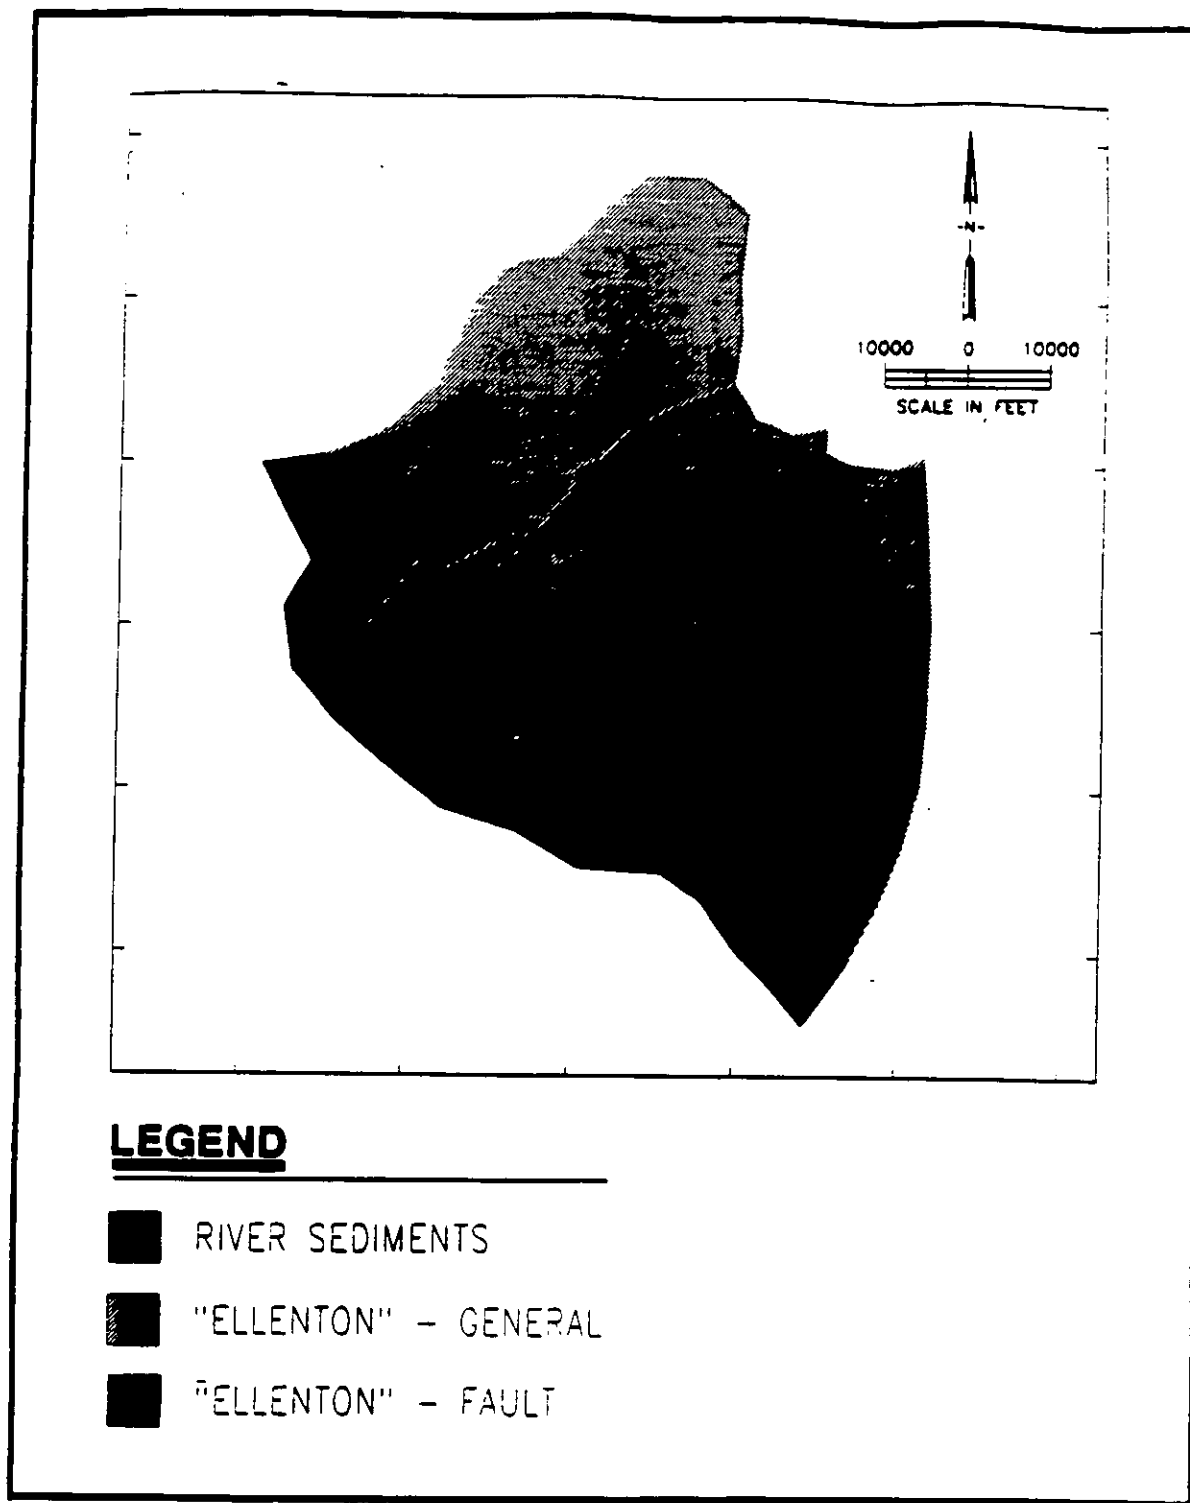 -N-
10000 0 10000
SCALE IN FEET
LEGEND
RIVER SEDIMENTS
"ELLENTON" - GENERAL
"ELLENTON" - FAULT